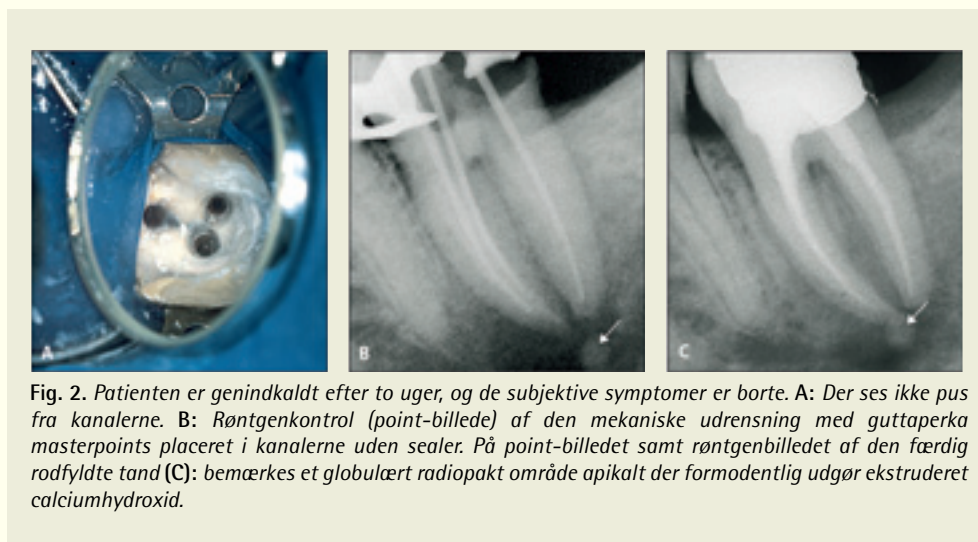 A
B
C
Fig. 2. Patienten er genindkaldt efter to uger, og de subjektive symptomer er borte. A: Der ses ikke pus
fra kanalerne. B: Røntgenkontrol (point-billede) af den mekaniske udrensning med guttaperka
masterpoints placeret i kanalerne uden sealer. På point-billedet samt røntgenbilledet af den færdig
rodfyldte tand (C): bemærkes et globulært radiopakt område apikalt der formodentlig udgør ekstruderet
calciumhydroxid.